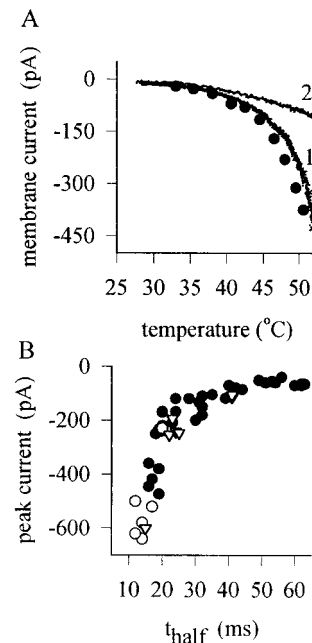 A
membrane current (pA)
0
-150
-300
-450
2
1
25 30 35 40 45 50
temperature (°C)
B
peak current (pA)
0
-200
-400
-600
10 20 30 40 50 60
t half (ms)